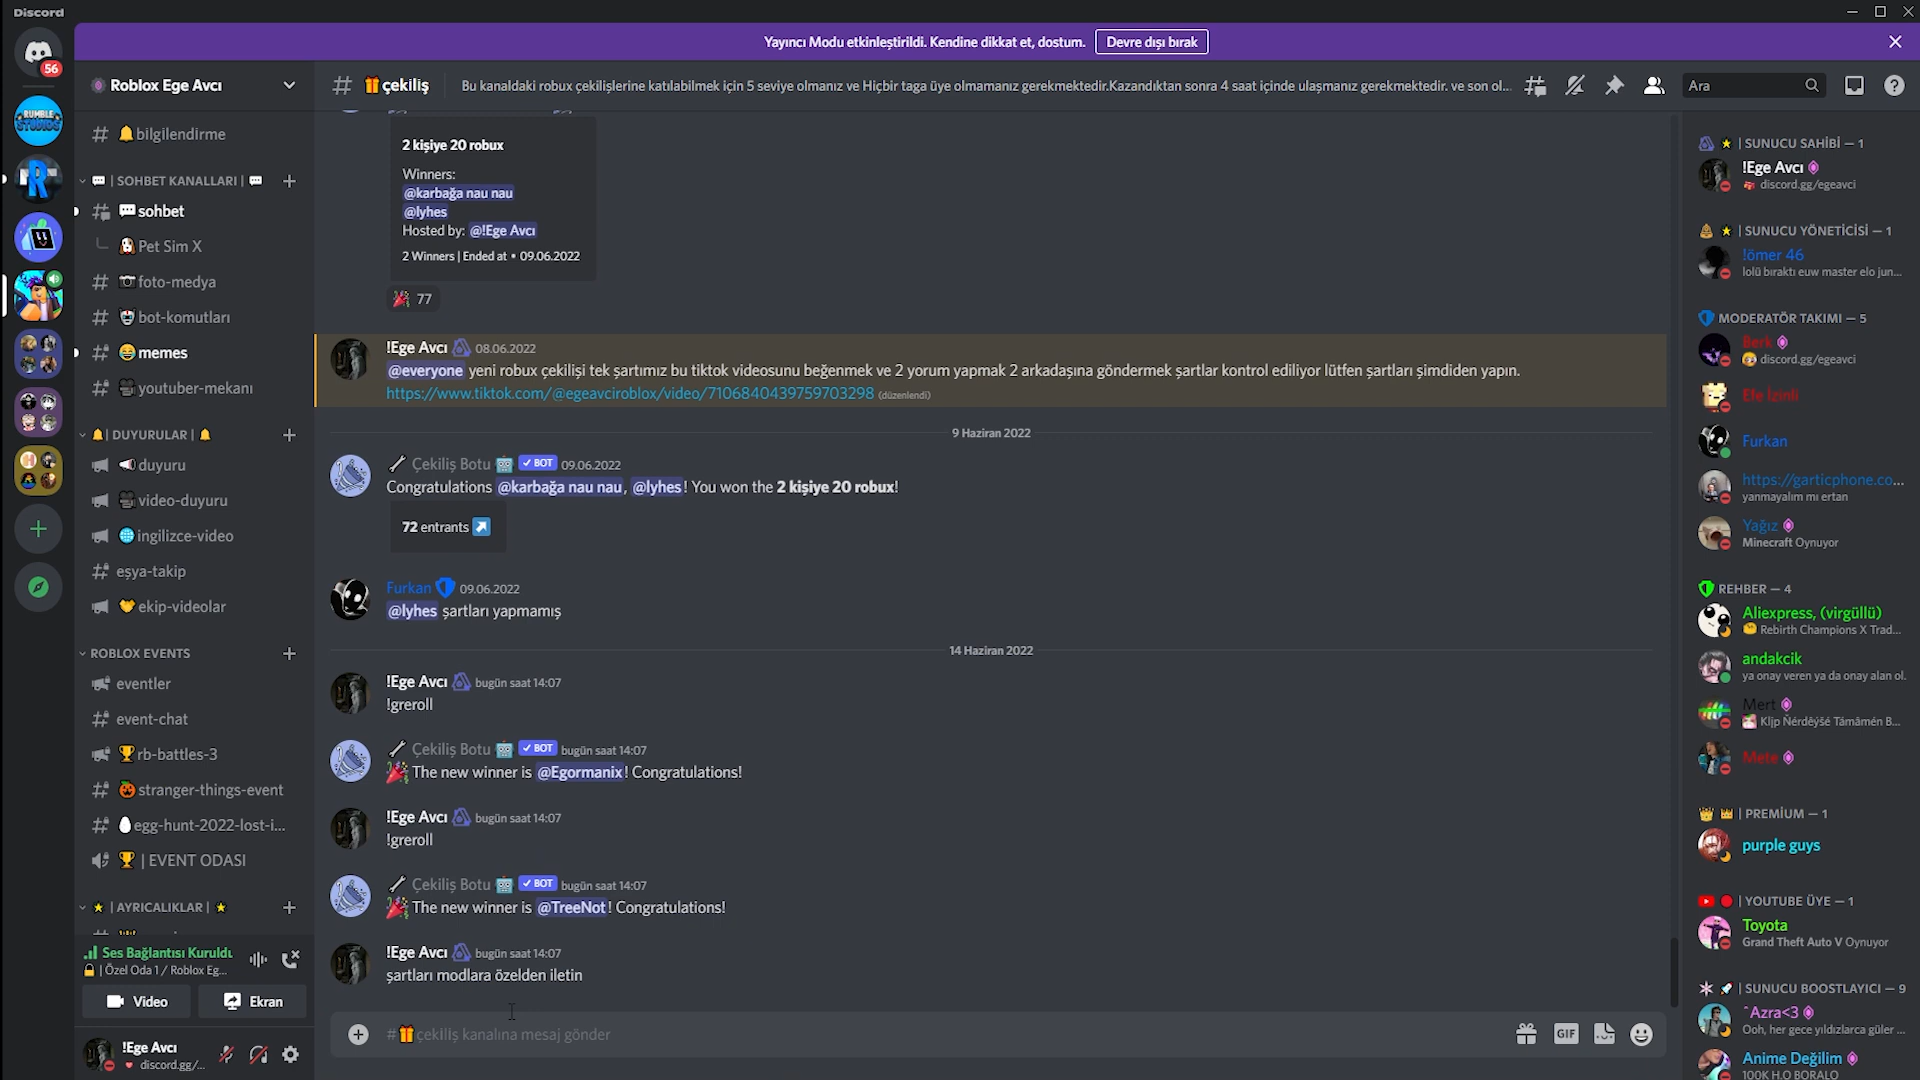 Discord
Yayıncı Modu etkinleştirildi. Kendine dikkat et, dostum.
Devre dışı bırak
56
RUMBLE STUDIOS
Roblox Ege Avcı
bilgilendirme
| SOHBET KANALLARI |
sohbet
Pet Sim X
foto-medya
bot-komutları
memes
youtuber-mekanı
| DUYURULAR |
duyuru
video-duyuru
ingilizce-video
eşya-takip
ekip-videolar
ROBLOX EVENTS
eventler
event-chat
rb-battles-3
stranger-things-event
egg-hunt-2022-lost-i...
| EVENT ODASI
| AYRICALIKLAR |
Ses Bağlantısı Kuruldu
| Özel Oda 1 / Roblox Eg...
Video
Ekran
!Ege Avcı
discord.gg/...
çekiliş
Bu kanaldaki robux çekilişlerine katılabilmek için 5 seviye olmanız ve Hiçbir taga üye olmamanız gerekmektedir.Kazandıktan sonra 4 saat içinde ulaşmanız gerekmektedir. ve son ol...
Ara
2 kişiye 20 robux
Winners:
@karbağa nau nau
@lyhes
Hosted by: @!Ege Avcı
2 Winners | Ended at • 09.06.2022
77
!Ege Avcı 08.06.2022
@everyone yeni robux çekilişi tek şartımız bu tiktok videosunu beğenmek ve 2 yorum yapmak 2 arkadaşına göndermek şartlar kontrol ediliyor lütfen şartları şimdiden yapın.
https://www.tiktok.com/@egeavciroblox/video/7106840439759703298 (düzenlendi)
9 Haziran 2022
Çekiliş Botu BOT 09.06.2022
Congratulations @karbağa nau nau, @lyhes! You won the 2 kişiye 20 robux!
72 entrants
Furkan 09.06.2022
@lyhes şartları yapmamış
14 Haziran 2022
!Ege Avcı bugün saat 14:07
!greroll
Çekiliş Botu BOT bugün saat 14:07
The new winner is @Egormanix! Congratulations!
!Ege Avcı bugün saat 14:07
!greroll
Çekiliş Botu BOT bugün saat 14:07
The new winner is @TreeNot! Congratulations!
!Ege Avcı bugün saat 14:07
şartları modlara özelden iletin
# çekiliş kanalına mesaj gönder
GIF
| SUNUCU SAHİBİ — 1
!Ege Avcı
discord.gg/egeavci
| SUNUCU YÖNETİCİSİ — 1
!ömer 46
lolü bıraktı euw master elo jun...
MODERATÖR TAKIMI — 5
Berk
discord.gg/egeavci
Efe İzinli
Furkan
https://garticphone.co...
yanmayalım mı ertan
Yağız
Minecraft Oynuyor
REHBER — 4
Aliexpress, (virgüllü)
Rebirth Champions X Trad...
andakcik
ya onay veren ya da onay alan ol.
Mert
Klip Ñérdéýšé Támámén B...
Mete
| PREMİUM — 1
purple guys
| YOUTUBE ÜYE — 1
Toyota
Grand Theft Auto V Oynuyor
| SUNUCU BOOSTLAYICI — 9
ˆAzra<3
Ooh, her gece yıldızlarca güler ...
Anime Değilim
100K H.O BORALO